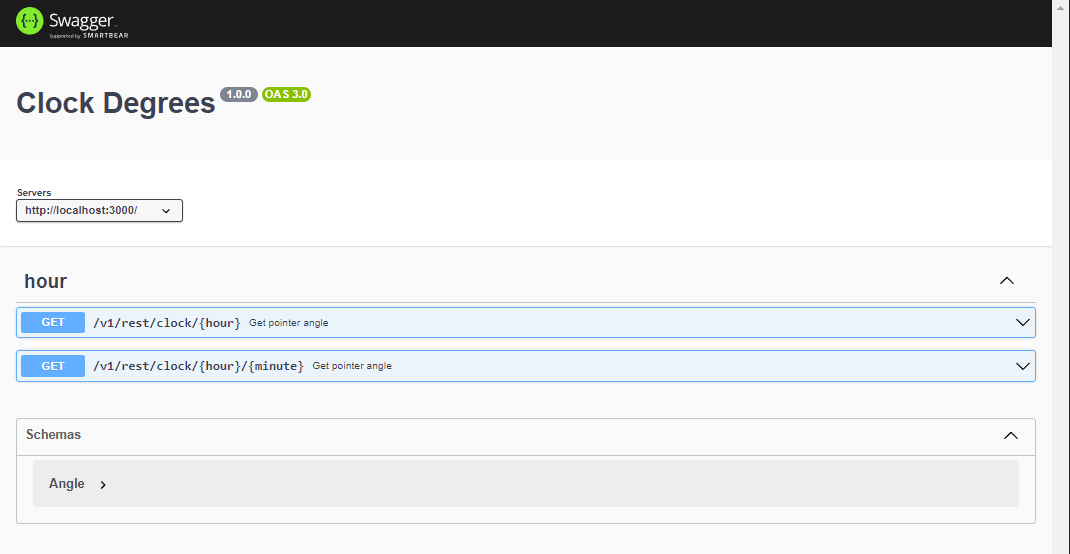 Swagger
Supported by SMARTBEAR
Clock Degrees 1.0.0 OAS 3.0
Servers
http://localhost:3000/
hour
GET /v1/rest/clock/{hour} Get pointer angle
GET /v1/rest/clock/{hour}/{minute} Get pointer angle
Schemas
Angle